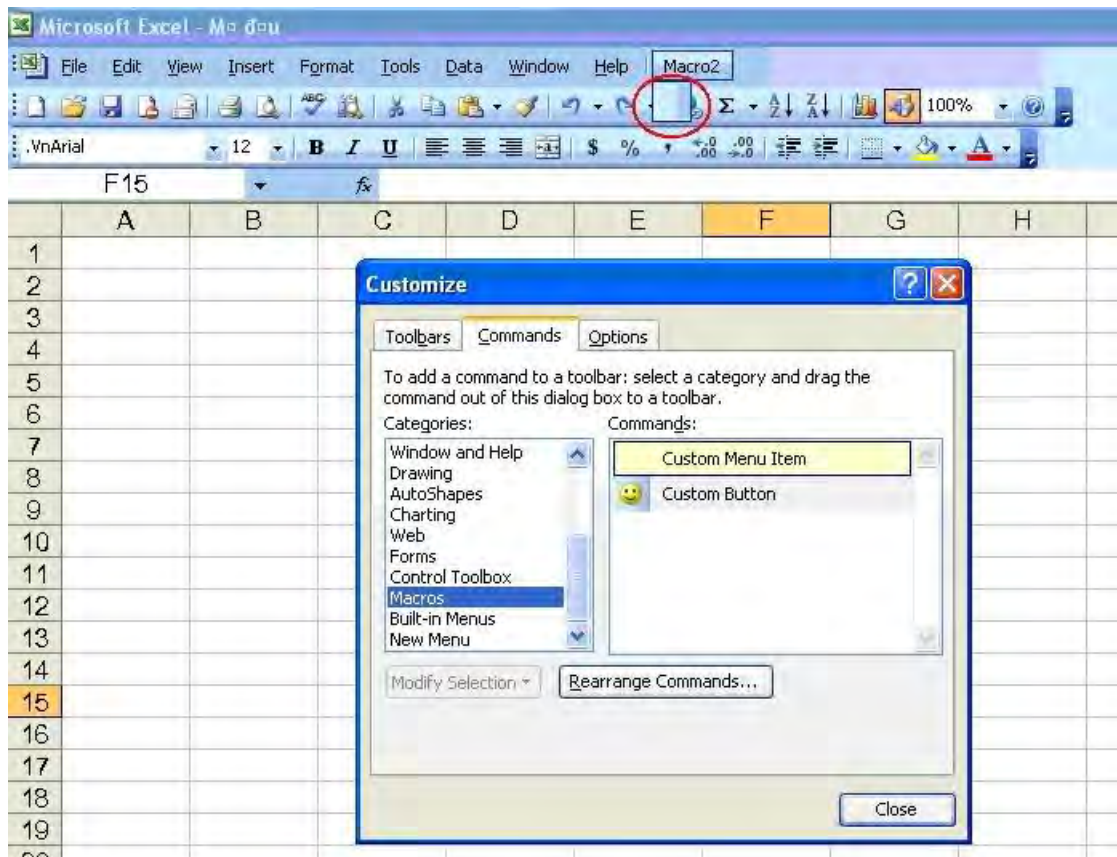 Microsoft Excel - M¤ đ¤u
File Edit View Insert Format Tools Data Window Help Macro2
ABC Σ A Z Z A 100%
.VnArial 12 B I U a $ % , .00 .00
F15 fx
A B C D E F G H
1
2
3
4
5
6
7
8
9
10
11
12
13
14
15
16
17
18
19
Customize
Toolbars Commands Options
To add a command to a toolbar: select a category and drag the
command out of this dialog box to a toolbar.
Categories: Commands:
Window and Help
Drawing
AutoShapes
Charting
Web
Forms
Control Toolbox
Macros
Built-in Menus
New Menu
Custom Menu Item
Custom Button
Modify Selection Rearrange Commands...
Close